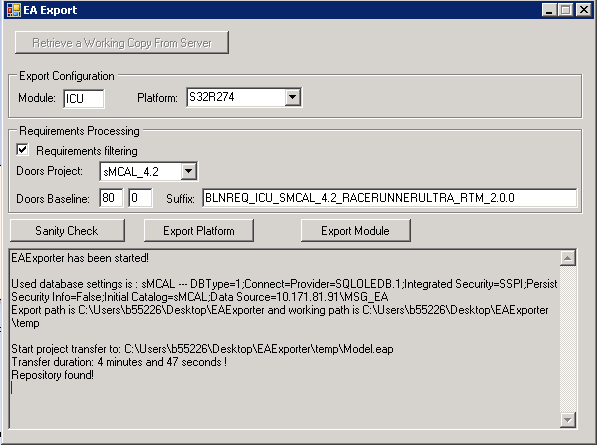 EA Export
Retrieve a Working Copy From Server
Export Configuration
Module: ICU Platform: S32R274
Requirements Processing
Requirements filtering
Doors Project: sMCAL_4.2
Doors Baseline: 80 0 Suffix: BLNREQ_ICU_SMCAL_4.2_RACERUNNERULTRA_RTM_2.0.0
Sanity Check Export Platform Export Module
EAExporter has been started!
Used database settings is : sMCAL --- DBType=1;Connect=Provider=SQLOLEDB.1;Integrated Security=SSPI;Persist
Security Info=False;Initial Catalog=sMCAL;Data Source=10.171.81.91\MSG_EA
Export path is C:\Users\b55226\Desktop\EAExporter and working path is C:\Users\b55226\Desktop\EAExporter
\temp
Start project transfer to: C:\Users\b55226\Desktop\EAExporter\temp\Model.eap
Transfer duration: 4 minutes and 47 seconds !
Repository found!